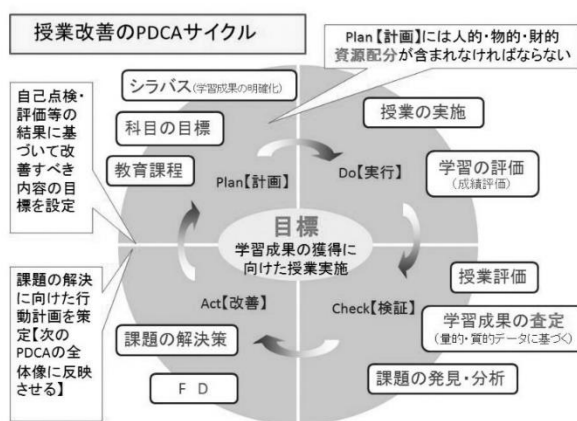 授業改善のPDCAサイクル
Plan【計画】には人的・物的・財的
資源配分が含まれなければならない
シラバス(学習成果の明確化)
科目の目標
教育課程
自己点検・
評価等の
結果に基
づいて改
善すべき
内容の目
標を設定
授業の実施
学習の評価
(成績評価)
Plan【計画】
Do【実行】
目標
学習成果の獲得に
向けた授業実施
Act【改善】
Check【検証】
授業評価
学習成果の査定
(量的・質的データに基づく)
課題の発見・分析
課題の解決策
F D
課題の解決
に向けた行
動計画を策
定【次の
PDCAの全
体像に反映
させる】